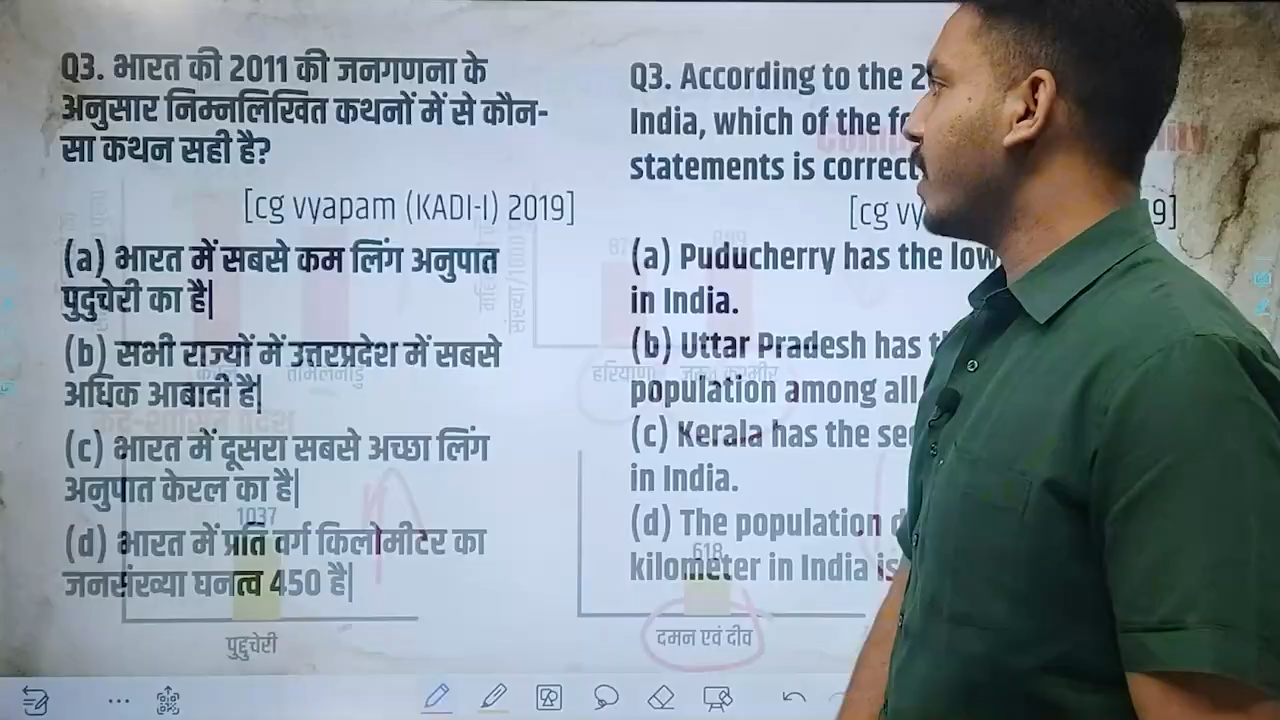 Q3. भारत की 2011 की जनगणना के
अनुसार निम्नलिखित कथनों में से कौन-
सा कथन सही है?
[cg vyapam (KADI-I) 2019]
(a) भारत में सबसे कम लिंग अनुपात
पुदुचेरी का है|
(b) सभी राज्यों में उत्तरप्रदेश में सबसे
अधिक आबादी है|
(c) भारत में दूसरा सबसे अच्छा लिंग
अनुपात केरल का है|
(d) भारत में प्रति वर्ग किलोमीटर का
जनसंख्या घनत्व 450 है|
1037
पुदुचेरी
Q3. According to the 2
India, which of the
statements is correct
[cg
9]
(a) Puducherry has the
in India.
(b) Uttar Pradesh has
population among all
(c) Kerala has the
in India.
(d) The population
kilometer in India is
हरियाणा
618
दमन एवं दीव